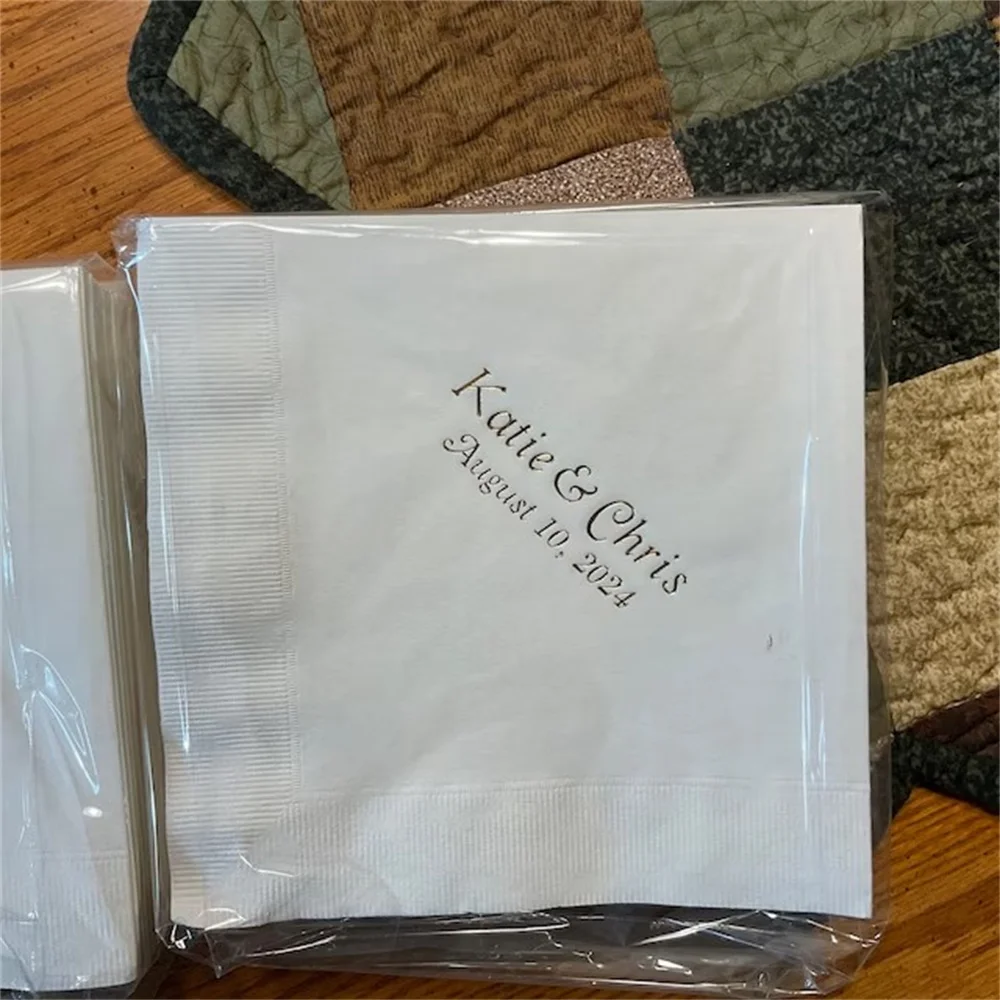 Katie & Chris
August 10, 2024